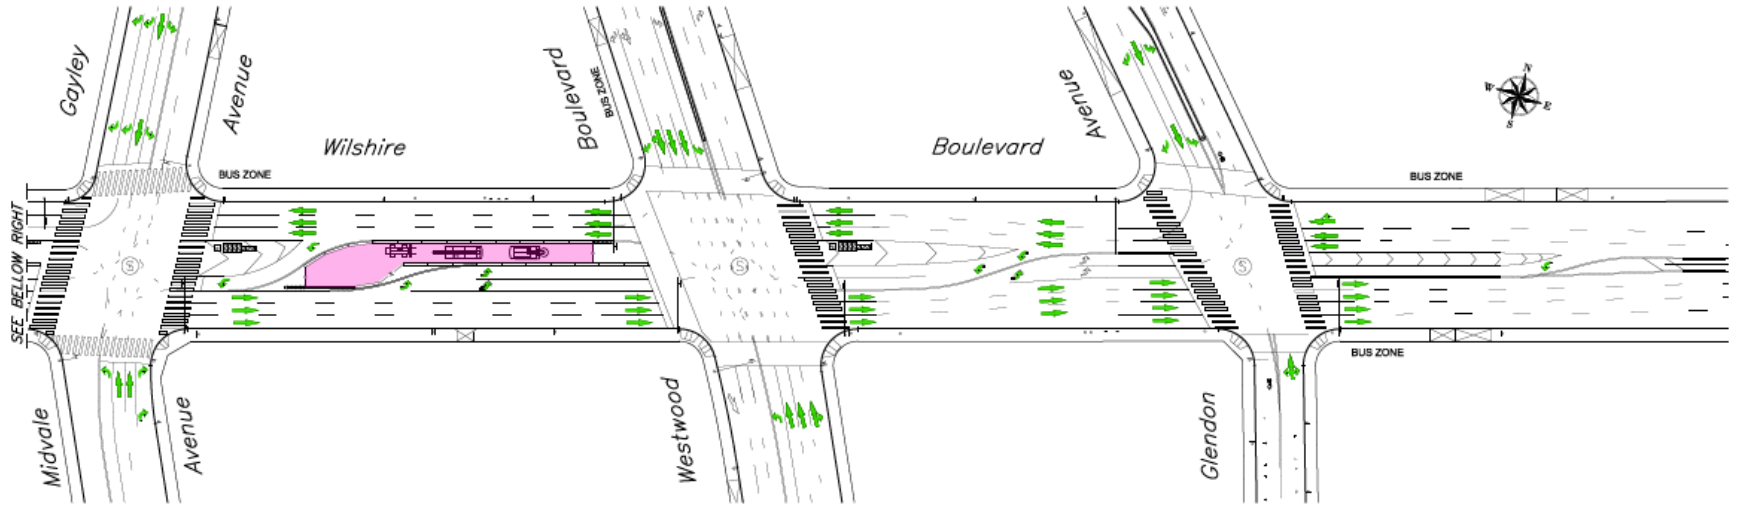 Gayley
Avenue
Wilshire
Boulevard
BUS ZONE
Boulevard
Avenue
N
W
E
S
BUS ZONE
BUS ZONE
SEE BELLOW RIGHT
S
S
S
BUS ZONE
Midvale
Avenue
Westwood
Glendon